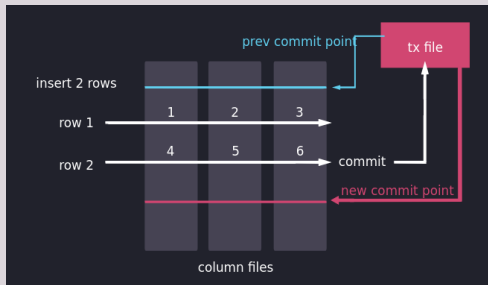 prev commit point
tx file
insert 2 rows
row 1
1 2 3
row 2
4 5 6
commit
new commit point
column files